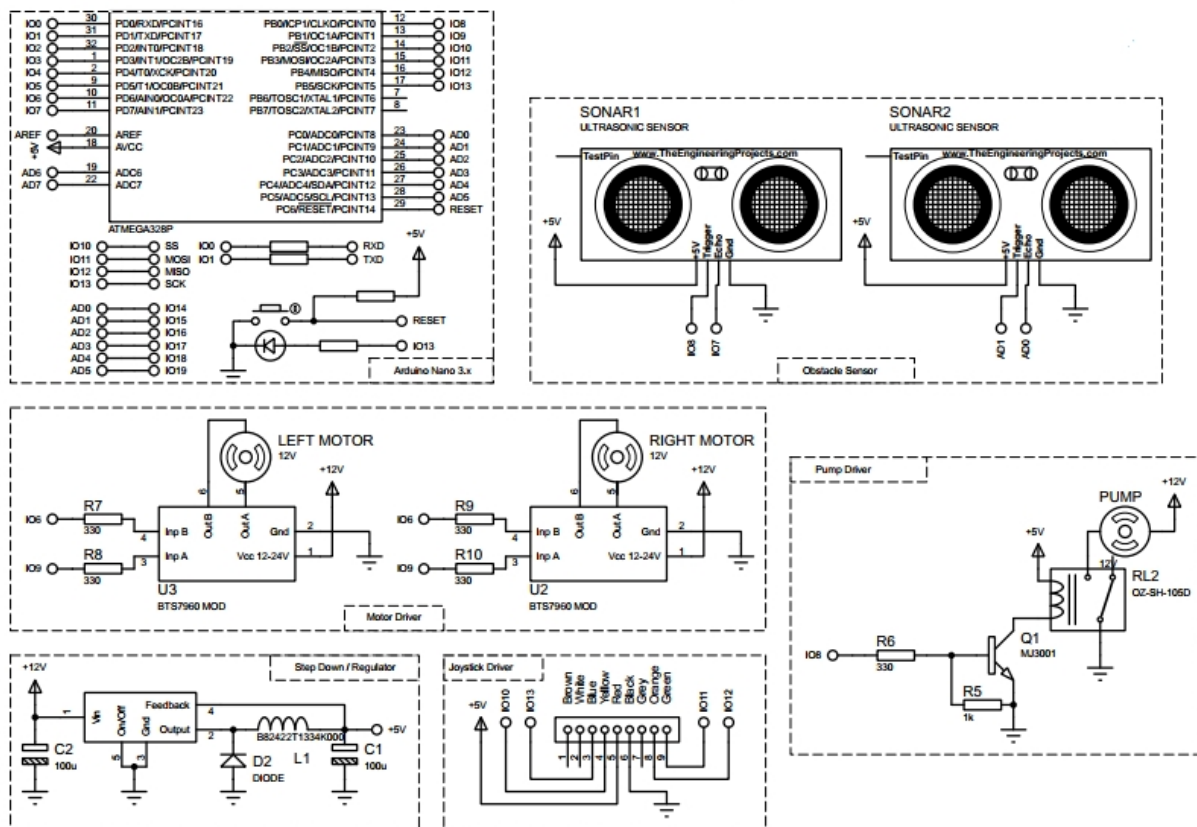 IO0 30 PD0/RXD/PCINT16 PB0/ICP1/CLKO/PCINT0 12 IO8
IO1 31 PD1/TXD/PCINT17 PB1/OC1A/PCINT1 13 IO9
IO2 32 PD2/INT0/PCINT18 PB2/SS/OC1B/PCINT2 14 IO10
IO3 1 PD3/INT1/OC2B/PCINT19 PB3/MOSI/OC2A/PCINT3 15 IO11
IO4 2 PD4/T0/XCK/PCINT20 PB4/MISO/PCINT4 16 IO12
IO5 9 PD5/T1/OC0B/PCINT21 PB5/SCK/PCINT5 17 IO13
IO6 10 PD6/AIN0/OC0A/PCINT22 PB6/TOSC1/XTAL1/PCINT6 7
IO7 11 PD7/AIN1/PCINT23 PB7/TOSC2/XTAL2/PCINT7 8
AREF 20 AREF PC0/ADC0/PCINT8 23 AD0
+5V 18 AVCC PC1/ADC1/PCINT9 24 AD1
PC2/ADC2/PCINT10 25 AD2
AD6 19 ADC6 PC3/ADC3/PCINT11 26 AD3
AD7 22 ADC7 PC4/ADC4/SDA/PCINT12 27 AD4
PC5/ADC5/SCL/PCINT13 28 AD5
PC6/RESET/PCINT14 29 RESET
ATMEGA328P
IO10 SS IO0 RXD
IO11 MOSI IO1 TXD
IO12 MISO
IO13 SCK
+5V
AD0 IO14
AD1 IO15 RESET
AD2 IO16
AD3 IO17 IO13
AD4 IO18
AD5 IO19
Arduino Nano 3.x
SONAR1
ULTRASONIC SENSOR
TestPin www.TheEngineeringProjects.com
+5V
+5V Trigger Echo Gnd
IO8 IO7
SONAR2
ULTRASONIC SENSOR
TestPin www.TheEngineeringProjects.com
+5V
+5V Trigger Echo Gnd
AD1 AD0
Obstacle Sensor
LEFT MOTOR
12V
+12V
6 5
Out B Out A
IO6 R7 330 4 Inp B Gnd 2
IO9 R8 330 3 Inp A Vcc 12-24V 1
U3
BTS7960 MOD
RIGHT MOTOR
12V
+12V
6 5
Out B Out A
IO6 R9 330 4 Inp B Gnd 2
IO9 R10 330 3 Inp A Vcc 12-24V 1
U2
BTS7960 MOD
Motor Driver
Pump Driver
PUMP
+12V
+5V
12V
RL2
OZ-SH-105D
Q1
MJ3001
IO8 R6
330
R5
1k
Step Down / Regulator
+12V
1 Vin On/Off Gnd Feedback 4
Output 2
5 3
+5V
B82422T1334K000
L1
C2
100u
D2
DIODE
C1
100u
Joystick Driver
+5V
IO10 IO13
Brown White Blue Yellow Red Black Grey Orange Green
IO11 IO12
1 2 3 4 5 6 7 8 9